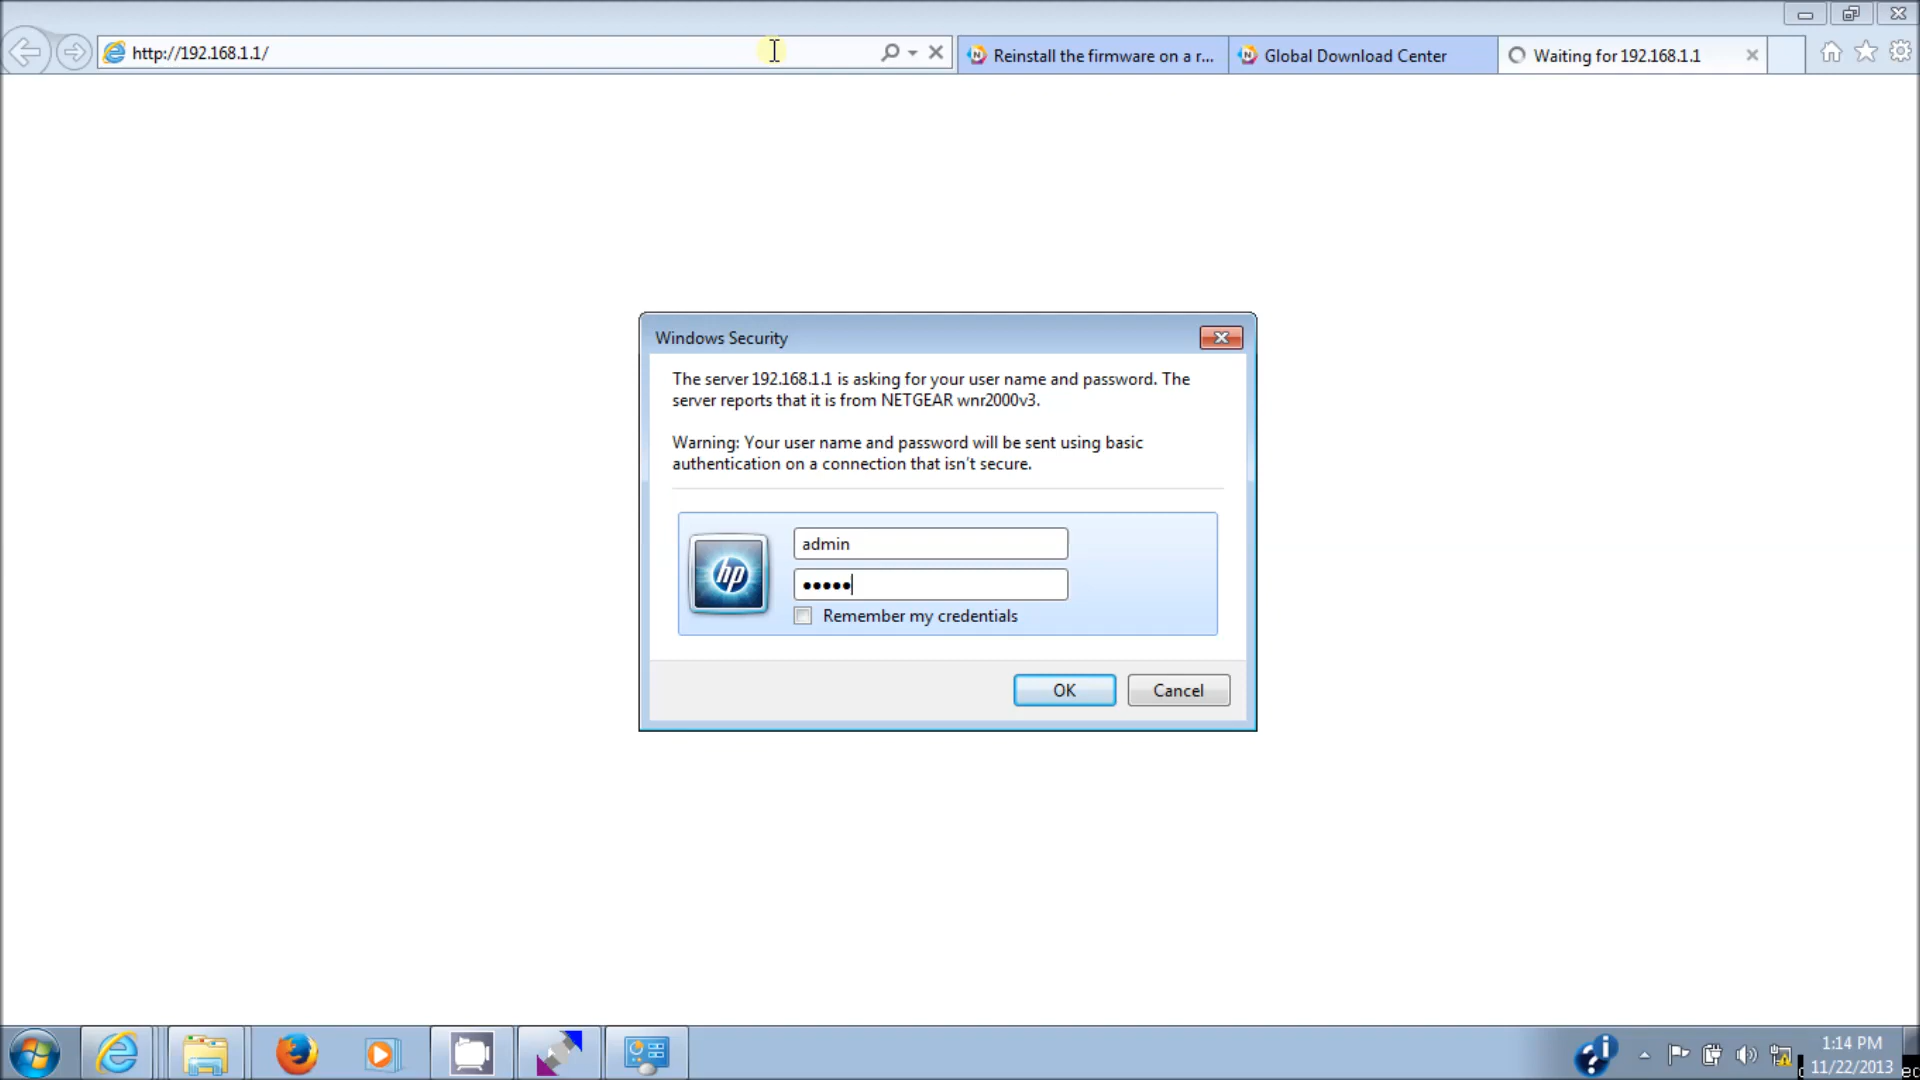 http://192.168.1.1/
Reinstall the firmware on a r...
Global Download Center
Waiting for 192.168.1.1
Windows Security
The server 192.168.1.1 is asking for your user name and password. The
server reports that it is from NETGEAR wnr2000v3.
Warning: Your user name and password will be sent using basic
authentication on a connection that isn't secure.
hp
admin
•••••
Remember my credentials
OK
Cancel
1:14 PM
11/22/2013